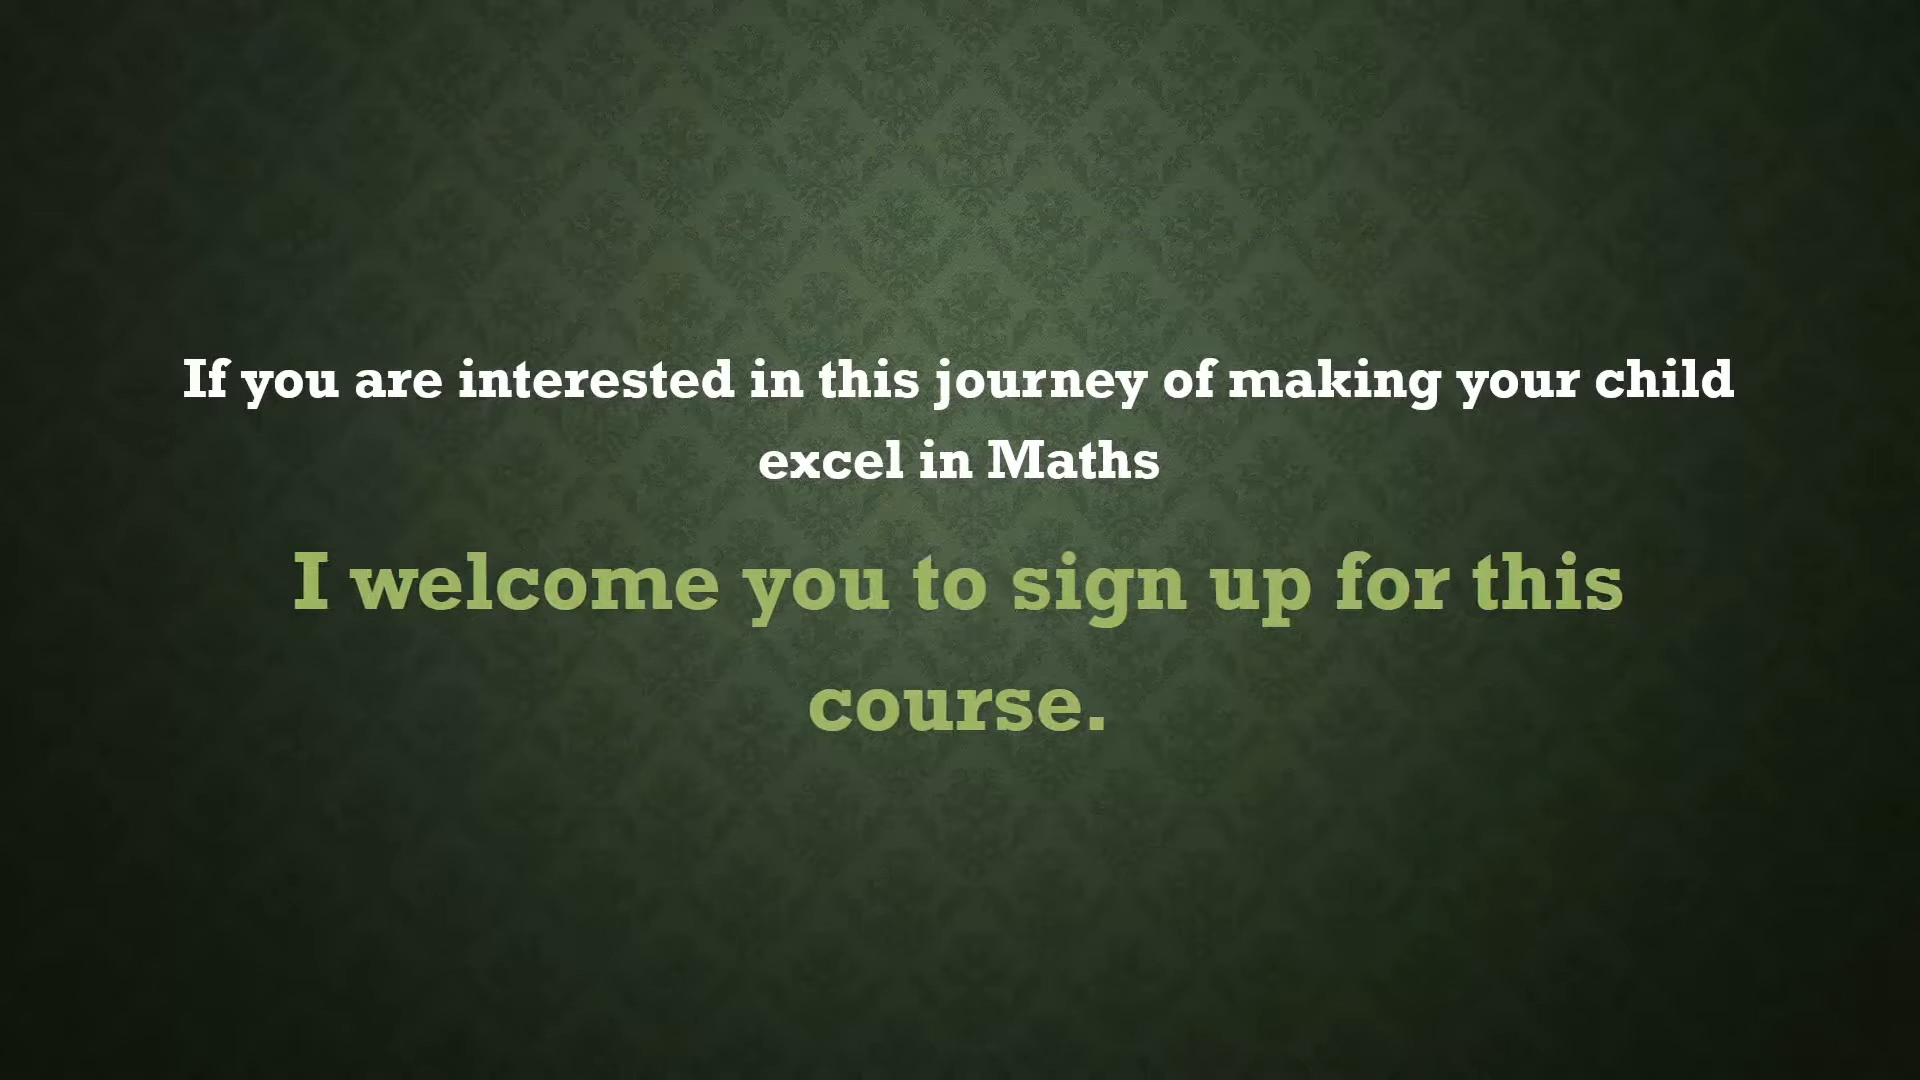 If you are interested in this journey of making your child
excel in Maths
I welcome you to sign up for this
course.